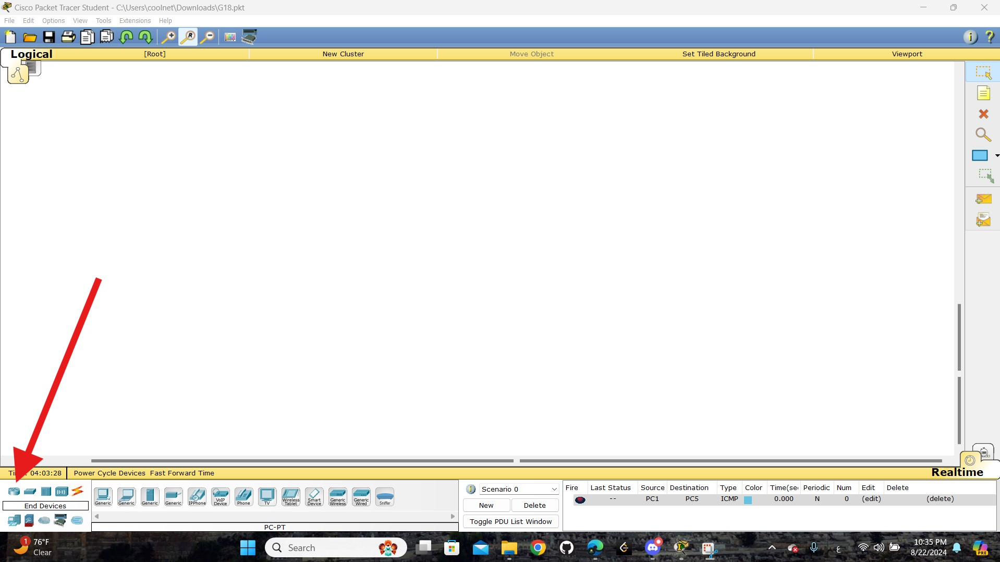 Cisco Packet Tracer Student - C:\Users\coolnet\Downloads\G18.pkt
File Edit Options View Tools Extensions Help
Logical [Root] New Cluster Move Object Set Tiled Background Viewport
04:03:28 Power Cycle Devices Fast Forward Time Realtime
End Devices
Generic Generic Generic Generic IPPhone VoIP Device Phone TV Wireless Tablet Smart Device Generic Wireless Generic Wired Sniffer
PC-PT
Scenario 0
New Delete
Toggle PDU List Window
Fire Last Status Source Destination Type Color Time(se Periodic Num Edit Delete
-- PC1 PC5 ICMP 0.000 N 0 (edit) (delete)
1 76°F
Clear
Search
ع
10:35 PM
8/22/2024
PRE